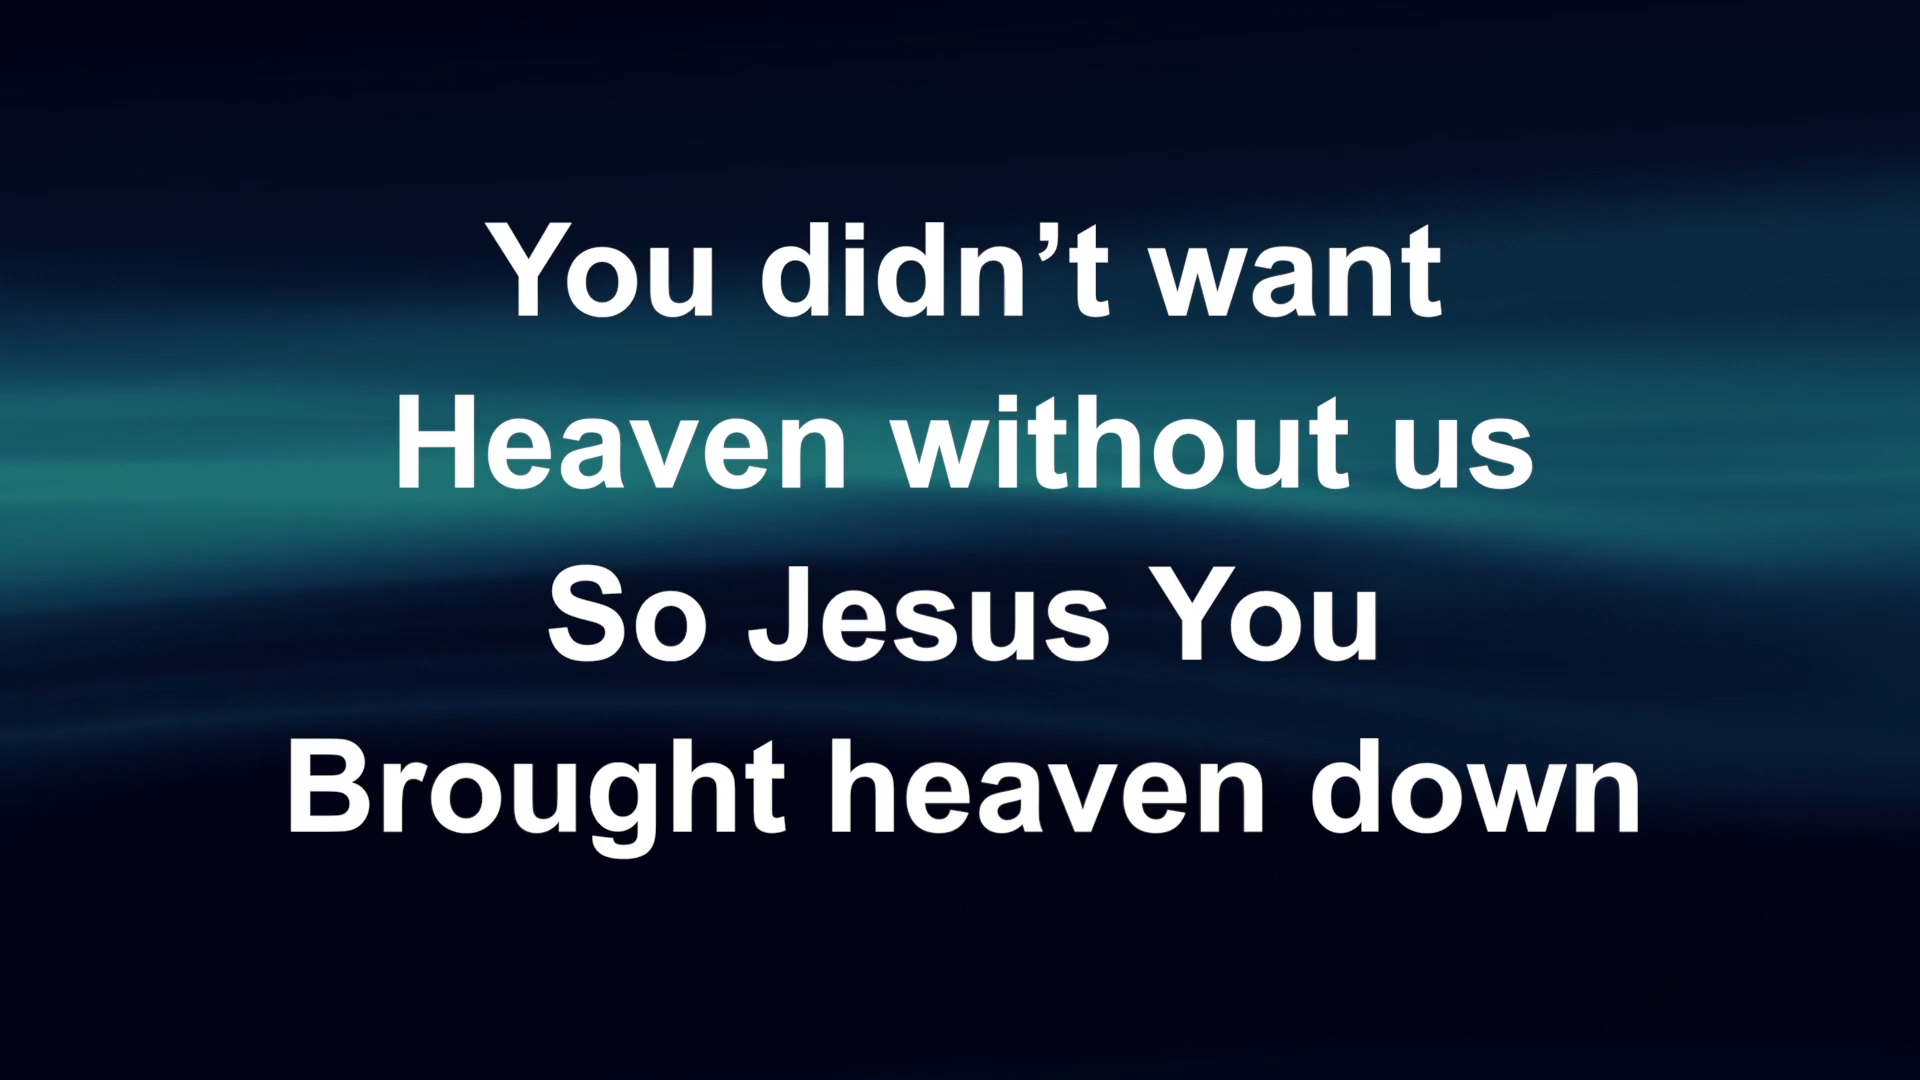 You didn’t want
Heaven without us
So Jesus You
Brought heaven down